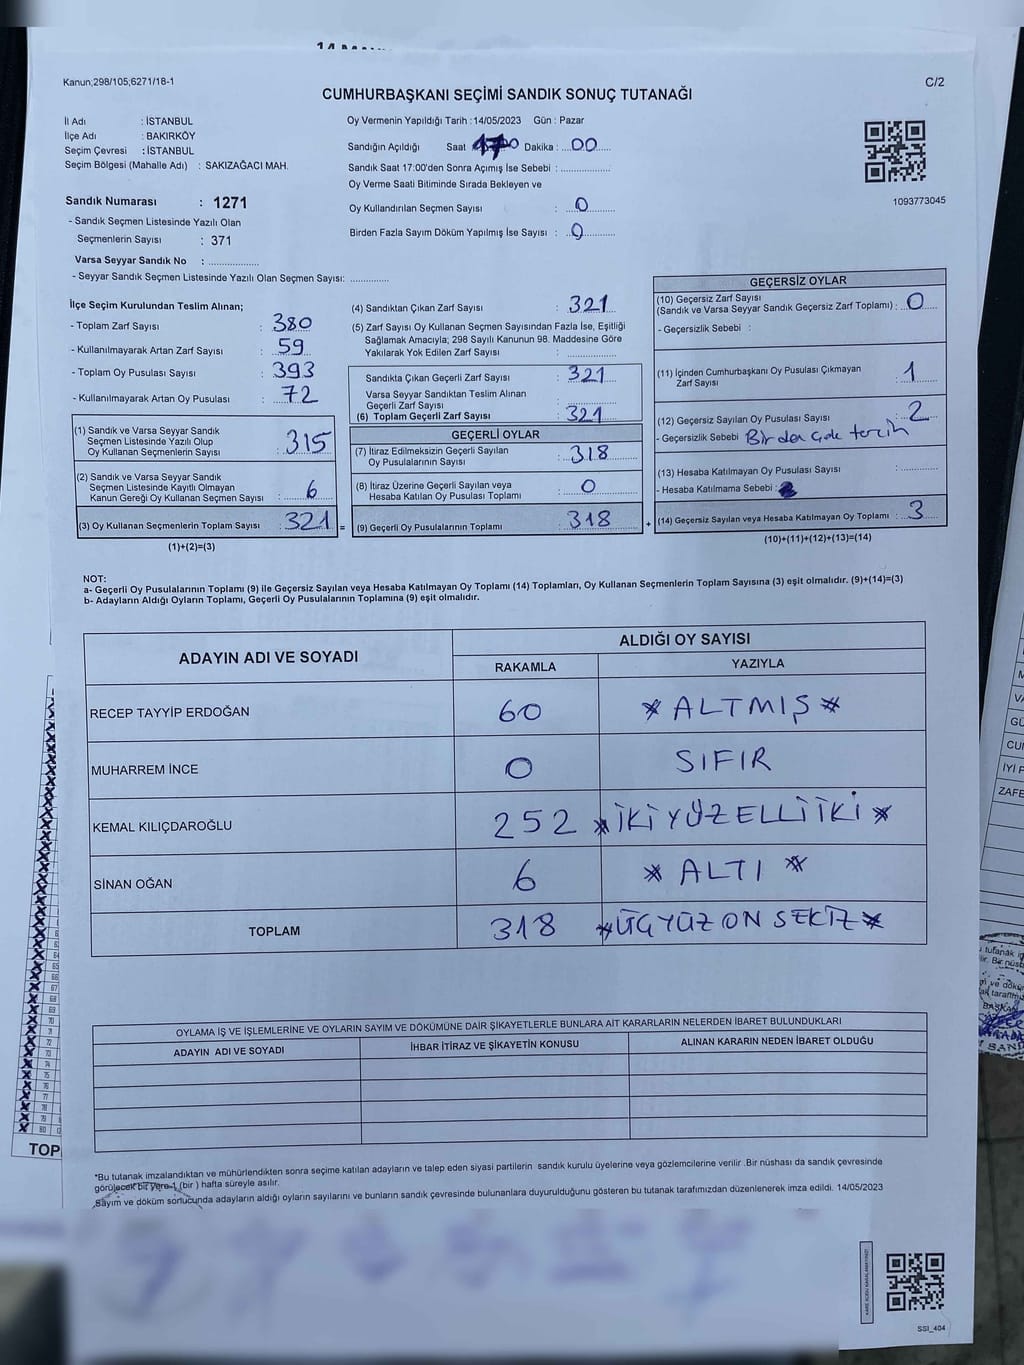 Kanun;298/105;6271/18-1
C/2
CUMHURBAŞKANI SEÇİMİ SANDIK SONUÇ TUTANAĞI
İl Adı : İSTANBUL
İlçe Adı : BAKIRKÖY
Seçim Çevresi : İSTANBUL
Seçim Bölgesi (Mahalle Adı) : SAKIZAĞACI MAH.
Sandık Numarası : 1271
- Sandık Seçmen Listesinde Yazılı Olan
Seçmenlerin Sayısı : 371
Varsa Seyyar Sandık No :
- Seyyar Sandık Seçmen Listesinde Yazılı Olan Seçmen Sayısı:
Oy Vermenin Yapıldığı Tarih :14/05/2023 Gün : Pazar
Sandığın Açıldığı Saat 17:00 Dakika : 00
Sandık Saat 17:00'den Sonra Açımış İse Sebebi :
Oy Verme Saati Bitiminde Sırada Bekleyen ve
Oy Kullandırılan Seçmen Sayısı : 0
Birden Fazla Sayım Döküm Yapılmış İse Sayısı : 0
1093773045
İlçe Seçim Kurulundan Teslim Alınan;
- Toplam Zarf Sayısı : 380
- Kullanılmayarak Artan Zarf Sayısı : 59
- Toplam Oy Pusulası Sayısı : 393
- Kullanılmayarak Artan Oy Pusulası : 72
(1) Sandık ve Varsa Seyyar Sandık
Seçmen Listesinde Yazılı Olup
Oy Kullanan Seçmenlerin Sayısı : 315
(2) Sandık ve Varsa Seyyar Sandık
Seçmen Listesinde Kayıtlı Olmayan
Kanun Gereği Oy Kullanan Seçmen Sayısı : 6
(3) Oy Kullanan Seçmenlerin Toplam Sayısı : 321 =
(1)+(2)=(3)
(4) Sandıktan Çıkan Zarf Sayısı : 321
(5) Zarf Sayısı Oy Kullanan Seçmen Sayısından Fazla İse, Eşitliği
Sağlamak Amacıyla; 298 Sayılı Kanunun 98. Maddesine Göre
Yakılarak Yok Edilen Zarf Sayısı :
Sandıkta Çıkan Geçerli Zarf Sayısı : 321
Varsa Seyyar Sandıktan Teslim Alınan
Geçerli Zarf Sayısı :
(6) Toplam Geçerli Zarf Sayısı : 321
GEÇERLİ OYLAR
(7) İtiraz Edilmeksizin Geçerli Sayılan
Oy Pusulalarının Sayısı : 318
(8) İtiraz Üzerine Geçerli Sayılan veya
Hesaba Katılan Oy Pusulası Toplamı : 0
(9) Geçerli Oy Pusulalarının Toplamı : 318 +
GEÇERSİZ OYLAR
(10) Geçersiz Zarf Sayısı
(Sandık ve Varsa Seyyar Sandık Geçersiz Zarf Toplamı) : 0
- Geçersizlik Sebebi :
(11) İçinden Cumhurbaşkanı Oy Pusulası Çıkmayan
Zarf Sayısı : 1
(12) Geçersiz Sayılan Oy Pusulası Sayısı : 2
- Geçersizlik Sebebi Birden çok tercih
(13) Hesaba Katılmayan Oy Pusulası Sayısı :
- Hesaba Katılmama Sebebi :
(14) Geçersiz Sayılan veya Hesaba Katılmayan Oy Toplamı : 3
(10)+(11)+(12)+(13)=(14)
NOT:
a- Geçerli Oy Pusulalarının Toplamı (9) ile Geçersiz Sayılan veya Hesaba Katılmayan Oy Toplamı (14) Toplamları, Oy Kullanan Seçmenlerin Toplam Sayısına (3) eşit olmalıdır. (9)+(14)=(3)
b- Adayların Aldığı Oyların Toplamı, Geçerli Oy Pusulalarının Toplamına (9) eşit olmalıdır.
ADAYIN ADI VE SOYADI
ALDIĞI OY SAYISI
RAKAMLA YAZIYLA
RECEP TAYYİP ERDOĞAN 60 * ALTMIŞ *
MUHARREM İNCE 0 SIFIR
KEMAL KILIÇDAROĞLU 252 * İKİYÜZELLİİKİ *
SİNAN OĞAN 6 * ALTI *
TOPLAM 318 * ÜÇYÜZONSEKİZ *
OYLAMA İŞ VE İŞLEMLERİNE VE OYLARIN SAYIM VE DÖKÜMÜNE DAİR ŞİKAYETLERLE BUNLARA AİT KARARLARIN NELERDEN İBARET BULUNDUKLARI
ADAYIN ADI VE SOYADI İHBAR İTİRAZ VE ŞİKAYETİN KONUSU ALINAN KARARIN NEDEN İBARET OLDUĞU
*Bu tutanak imzalandıktan ve mühürlendikten sonra seçime katılan adayların ve talep eden siyasi partilerin sandık kurulu üyelerine veya gözlemcilerine verilir .Bir nüshası da sandık çevresinde
görülecek bir yere 1 (bir ) hafta süreyle asılır.
Sayım ve döküm sonucunda adayların aldığı oyların sayılarını ve bunların sandık çevresinde bulunanlara duyurulduğunu gösteren bu tutanak tarafımızdan düzenlenerek imza edildi. 14/05/2023
SSI_404